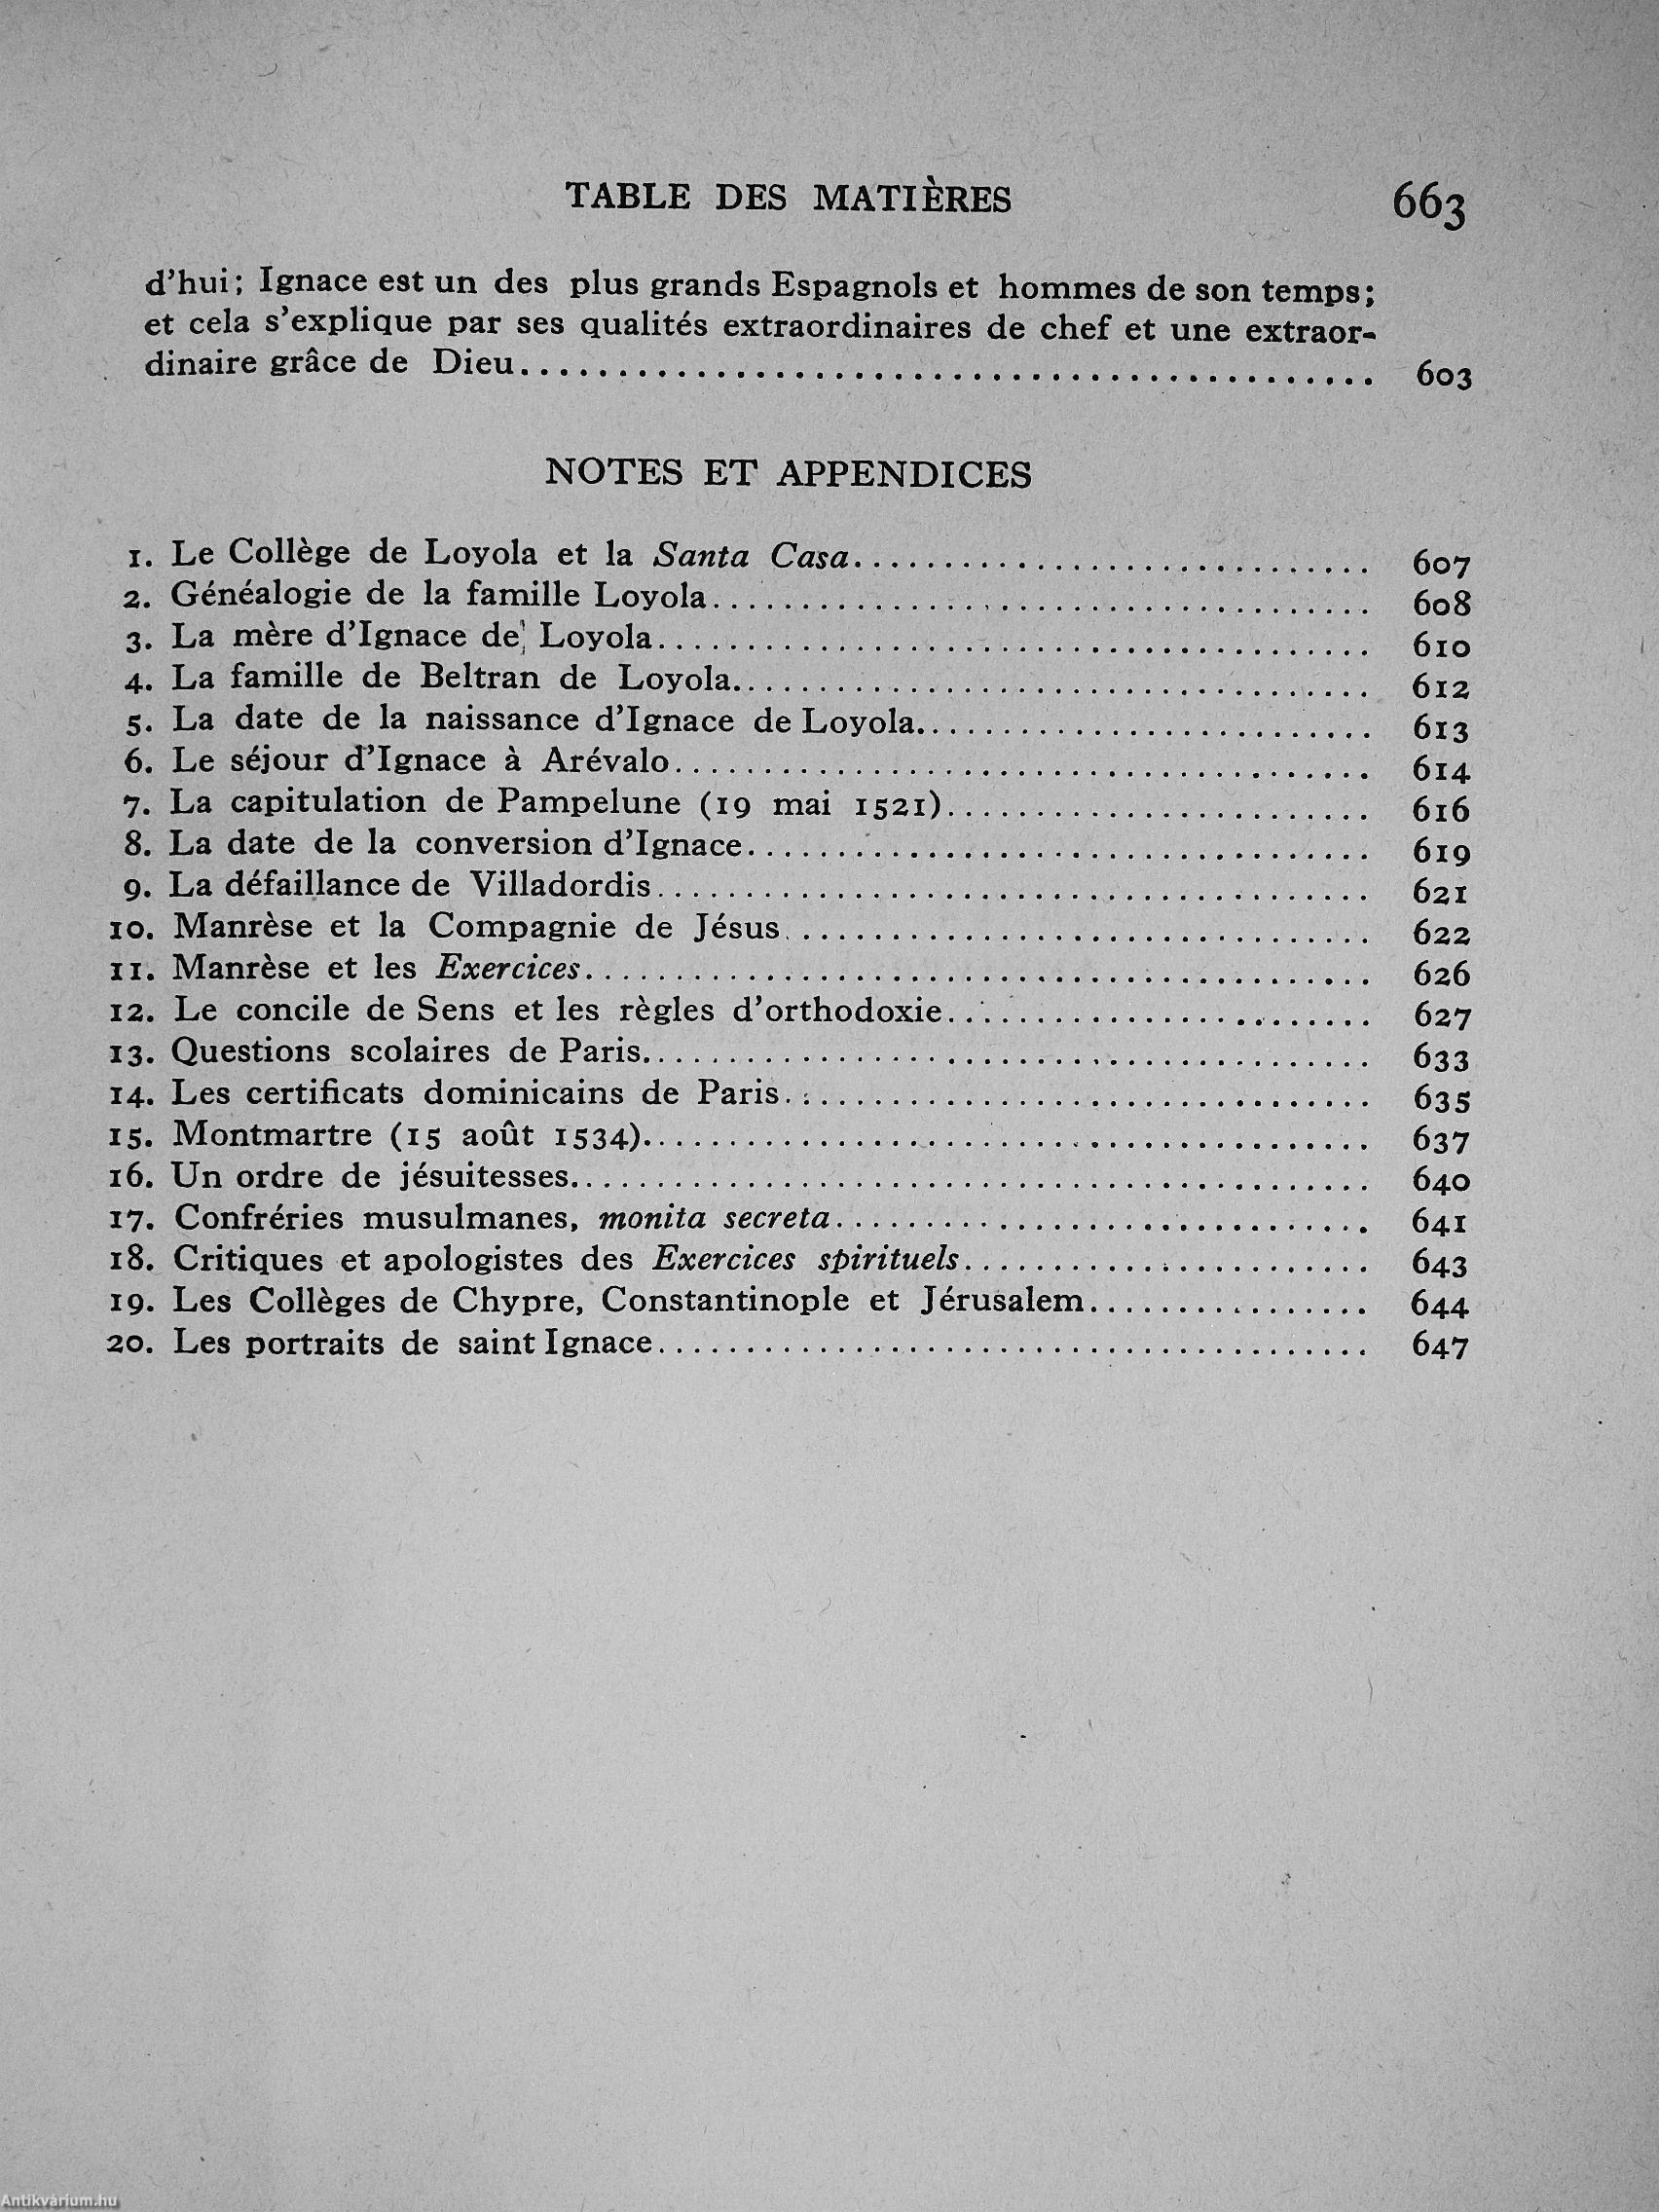 TABLE DES MATIÈRES 663
d'hui; Ignace est un des plus grands Espagnols et hommes de son temps;
et cela s'explique par ses qualités extraordinaires de chef et une extraor-
dinaire grâce de Dieu........................................ 603
NOTES ET APPENDICES
1. Le Collège de Loyola et la Santa Casa........................ 607
2. Généalogie de la famille Loyola.............................. 608
3. La mère d'Ignace de Loyola................................... 610
4. La famille de Beltran de Loyola.............................. 612
5. La date de la naissance d'Ignace de Loyola................... 613
6. Le séjour d'Ignace à Arévalo................................. 614
7. La capitulation de Pampelune (19 mai 1521)................... 616
8. La date de la conversion d'Ignace............................ 619
9. La défaillance de Villadordis................................ 621
10. Manrèse et la Compagnie de Jésus............................ 622
11. Manrèse et les Exercices.................................... 626
12. Le concile de Sens et les règles d'orthodoxie............... 627
13. Questions scolaires de Paris................................ 633
14. Les certificats dominicains de Paris........................ 635
15. Montmartre (15 août 1534)................................... 637
16. Un ordre de jésuitesses..................................... 640
17. Confréries musulmanes, monita secreta....................... 641
18. Critiques et apologistes des Exercices spirituels........... 643
19. Les Collèges de Chypre, Constantinople et Jérusalem......... 644
20. Les portraits de saint Ignace............................... 647
Antikvárium.hu